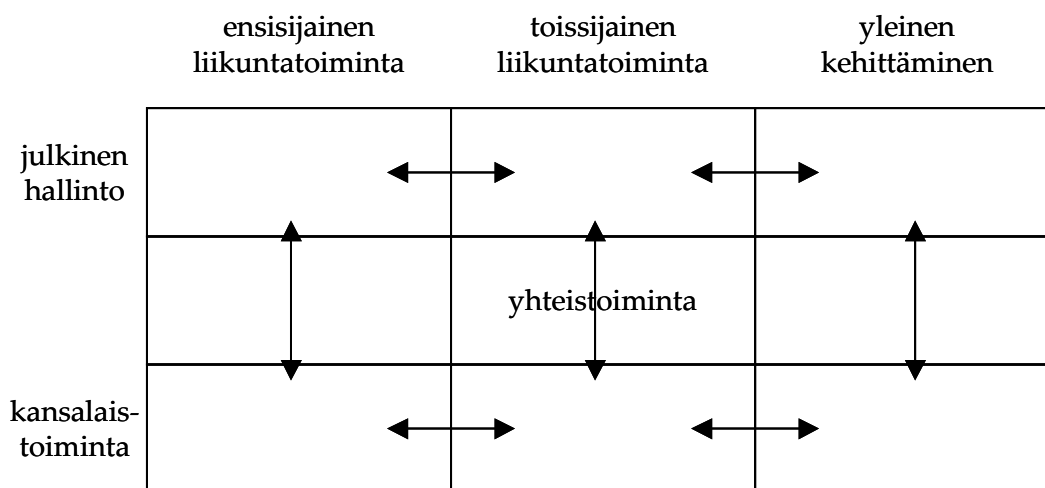 ensisijainen
liikuntatoiminta
toissijainen
liikuntatoiminta
yleinen
kehittäminen
julkinen
hallinto
yhteistoiminta
kansalais-
toiminta